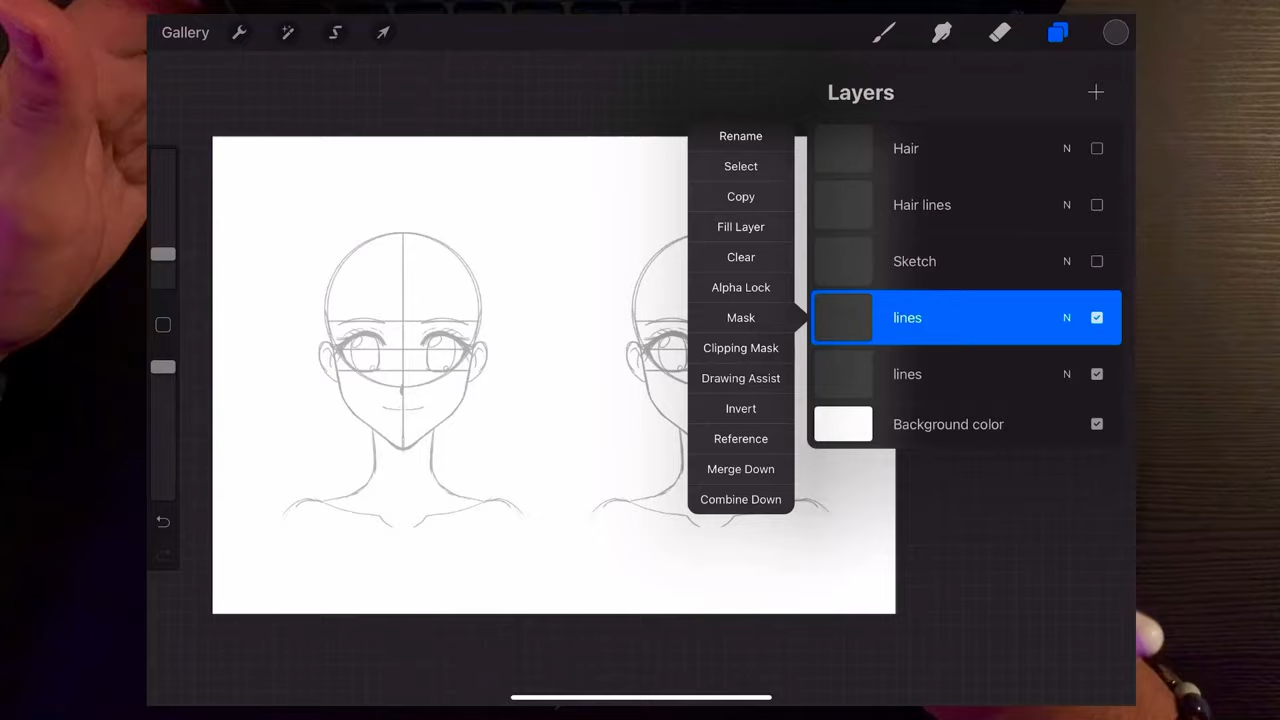 Gallery
Layers
Rename
Select
Copy
Fill Layer
Clear
Alpha Lock
Mask
Clipping Mask
Drawing Assist
Invert
Reference
Merge Down
Combine Down
Hair N
Hair lines N
Sketch N
lines N
lines N
Background color